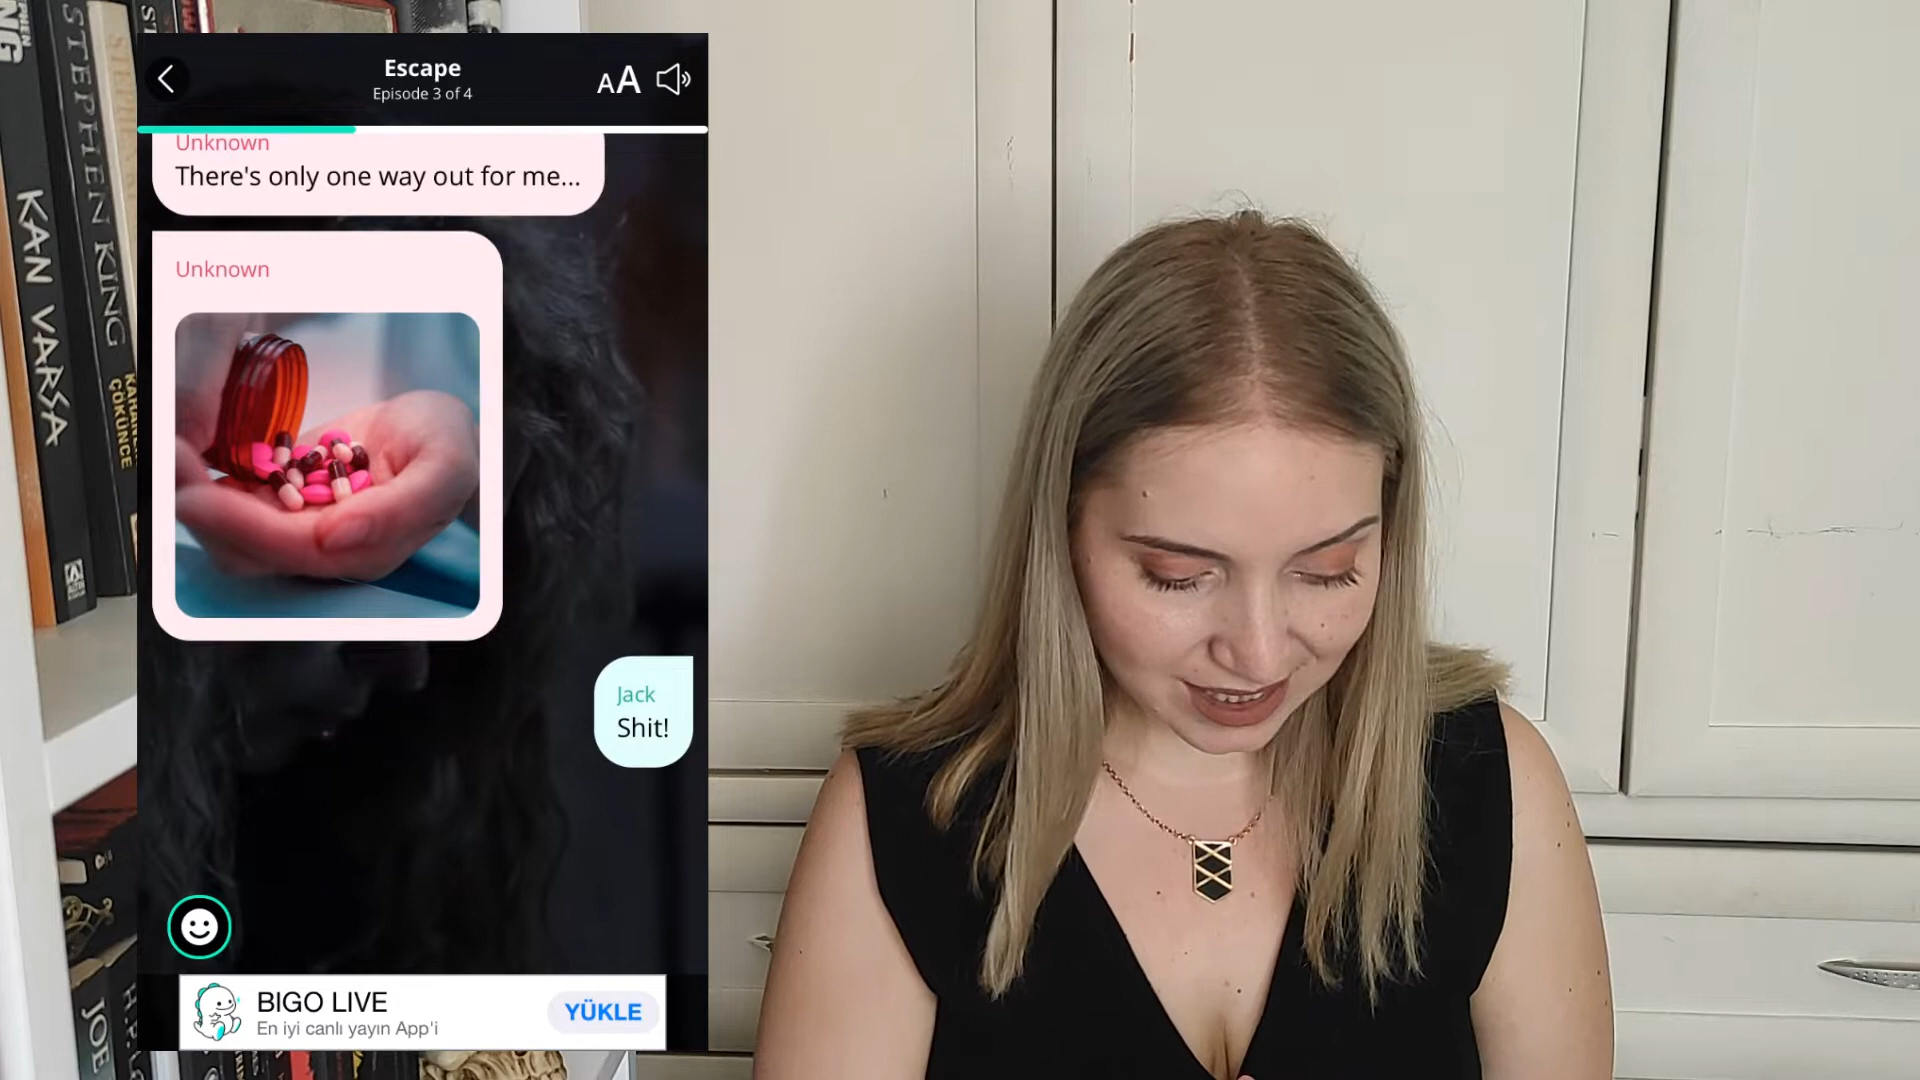 STEPHEN KING
KAN VARSA
ÇÖKÜNCE
ALTIN
JOE
Escape
Episode 3 of 4
AA
Unknown
There's only one way out for me...
Unknown
Jack
Shit!
BIGO LIVE
En iyi canlı yayın App'i
YÜKLE